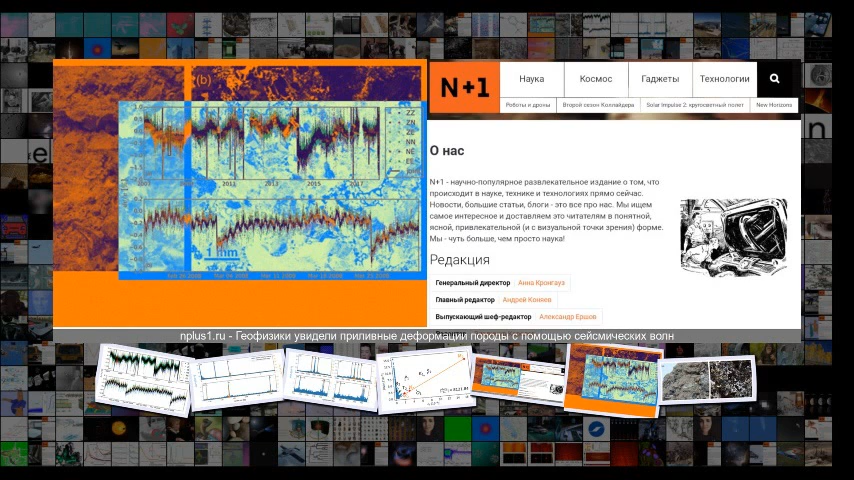 (b)
ZZ
ZN
ZE
NN
NE
EE
2011
2013
2015
2017
1 mm
N+1
Наука
Космос
Гаджеты
Технологии
Роботы и дроны
Второй сезон Коллайдера
Solar Impulse 2: кругосветный полет
New Horizons
О нас
N+1 - научно-популярное развлекательное издание о том, что
происходит в науке, технике и технологиях прямо сейчас.
Новости, большие статьи, блоги - это все про нас. Мы ищем
самое интересное и доставляем это читателям в понятной,
ясной, привлекательной (и с визуальной точки зрения) форме.
Мы - чуть больше, чем просто наука!
Редакция
Генеральный директор Анна Кронгауз
Главный редактор Андрей Коняев
Выпускающий шеф-редактор Александр Ершов
nplus1.ru - Геофизики увидели приливные деформации породы с помощью сейсмических волн